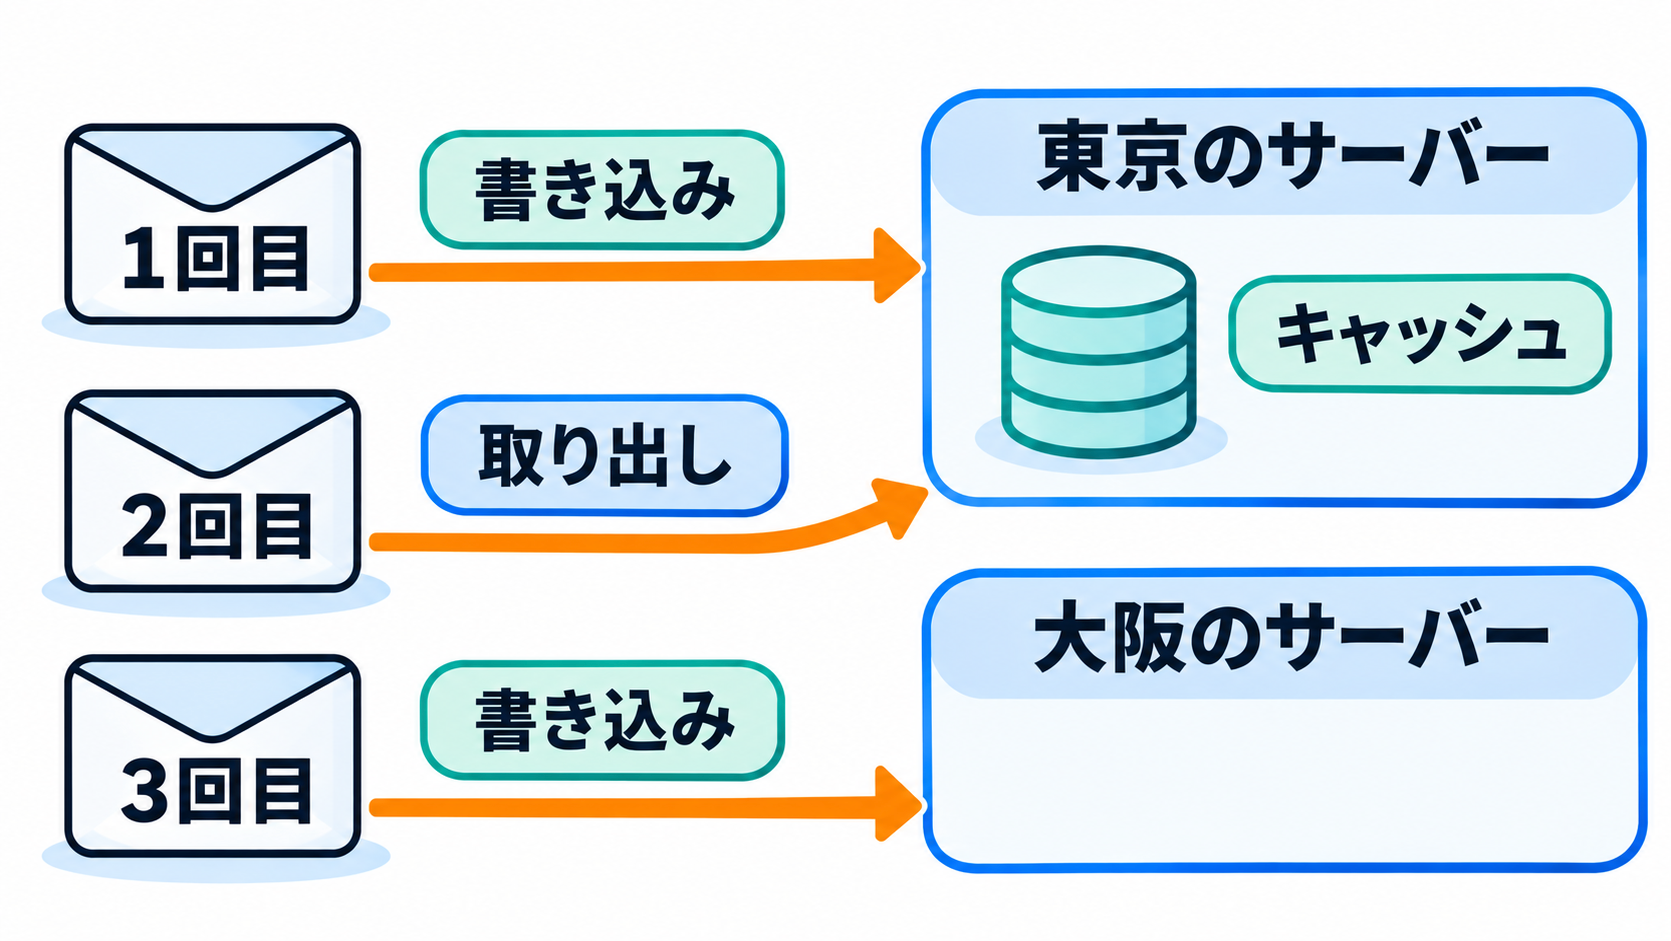 1回目
書き込み
東京のサーバー
キャッシュ
2回目
取り出し
大阪のサーバー
3回目
書き込み